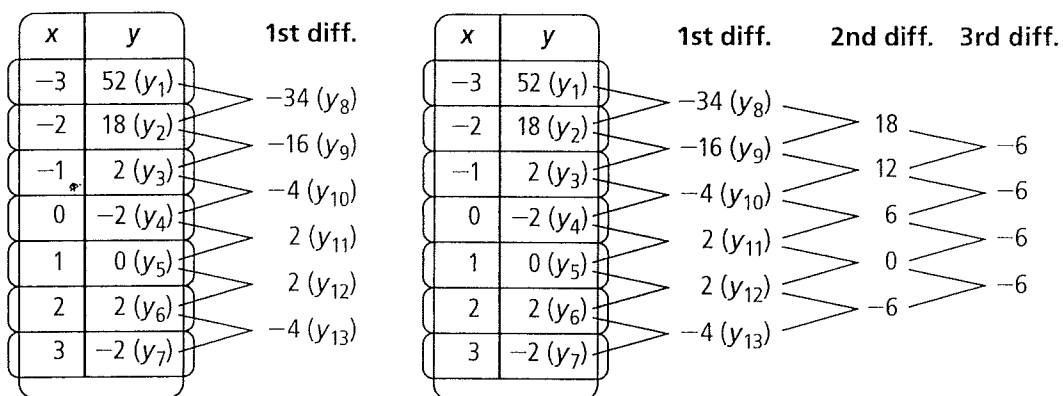 x y 1st diff.
−3 52 (y₁)
−34 (y₈)
−2 18 (y₂)
−16 (y₉)
−1 2 (y₃)
−4 (y₁₀)
0 −2 (y₄)
2 (y₁₁)
1 0 (y₅)
2 (y₁₂)
2 2 (y₆)
−4 (y₁₃)
3 −2 (y₇)
x y 1st diff. 2nd diff. 3rd diff.
−3 52 (y₁)
−34 (y₈)
−2 18 (y₂) 18
−16 (y₉) −6
−1 2 (y₃) 12
−4 (y₁₀) −6
0 −2 (y₄) 6
2 (y₁₁) −6
1 0 (y₅) 0
2 (y₁₂) −6
2 2 (y₆) −6
−4 (y₁₃)
3 −2 (y₇)